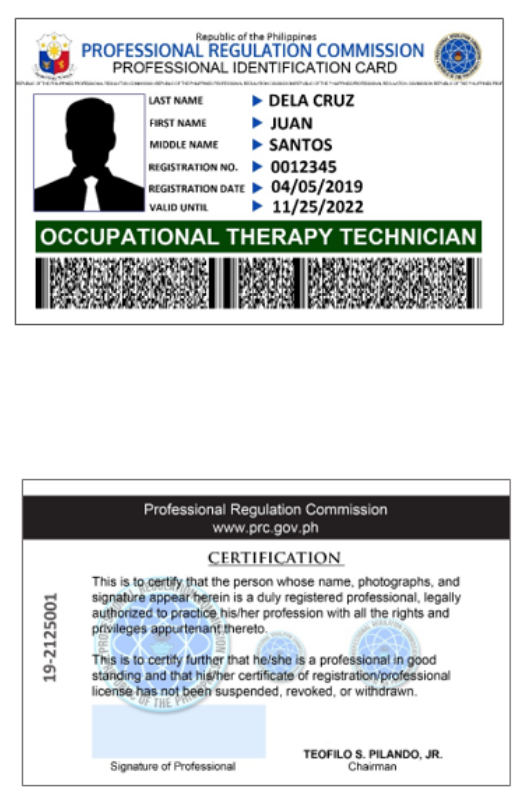 Republic of the Philippines
PROFESSIONAL REGULATION COMMISSION
PROFESSIONAL IDENTIFICATION CARD
LAST NAME DELA CRUZ
FIRST NAME JUAN
MIDDLE NAME SANTOS
REGISTRATION NO. 0012345
REGISTRATION DATE 04/05/2019
VALID UNTIL 11/25/2022
OCCUPATIONAL THERAPY TECHNICIAN
Professional Regulation Commission
www.prc.gov.ph
CERTIFICATION
This is to certify that the person whose name, photographs, and
signature appear herein is a duly registered professional, legally
authorized to practice his/her profession with all the rights and
privileges appurtenant thereto.
This is to certify further that he/she is a professional in good
standing and that his/her certificate of registration/professional
license has not been suspended, revoked, or withdrawn.
19-2125001
Signature of Professional
TEOFILO S. PILANDO, JR.
Chairman